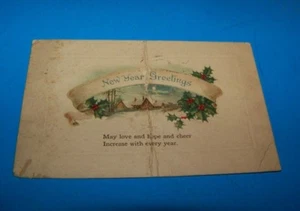 New Year Greetings
May love and hope and cheer
Increase with every year.